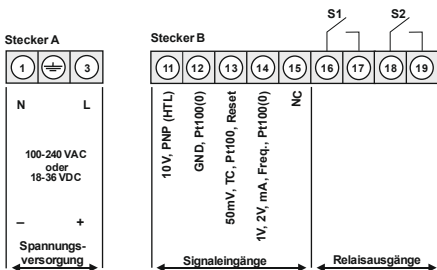 S1 S2
Stecker A Stecker B
1 3 11 12 13 14 15 16 17 18 19
N L
100-240 VAC
oder
18-36 VDC
– +
Spannungs-
versorgung
10V, PNP (HTL)
GND, Pt100(0)
50mV, TC, Pt100, Reset
1V, 2V, mA, Freq., Pt100(0)
NC
Signaleingänge Relaisausgänge